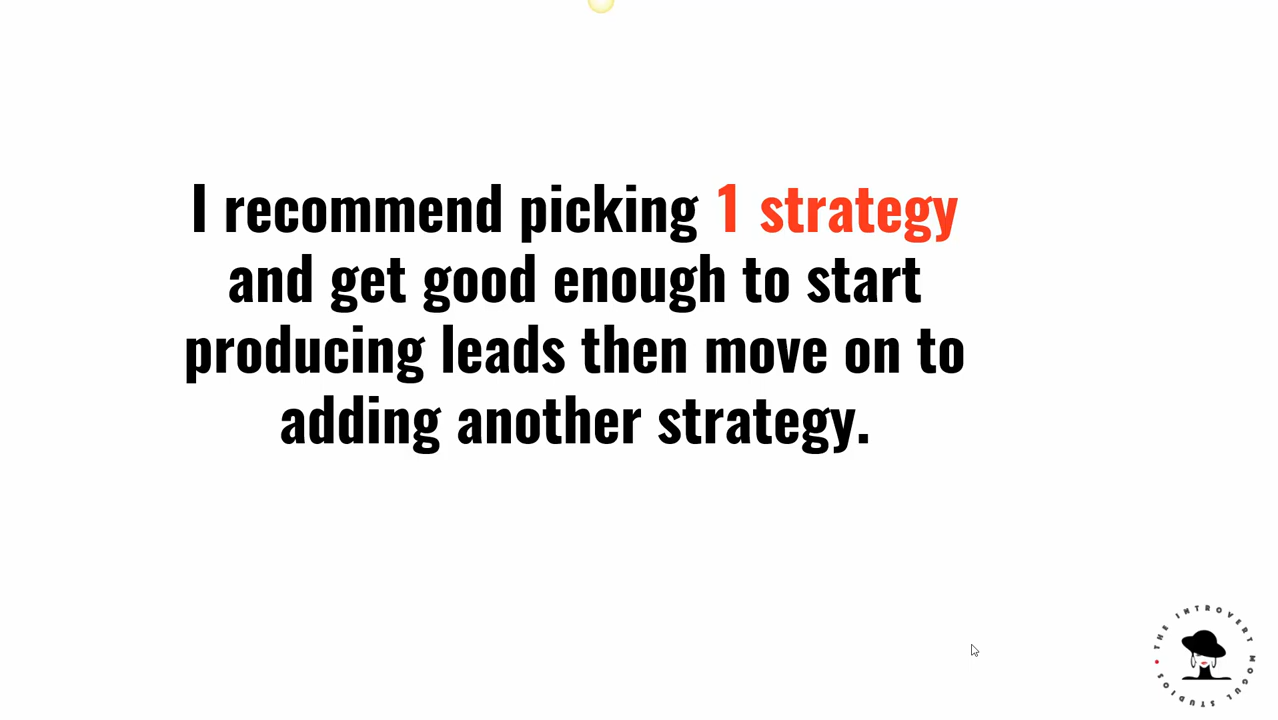 I recommend picking 1 strategy
and get good enough to start
producing leads then move on to
adding another strategy.
THE INTROVERT MOGUL STUDIOS